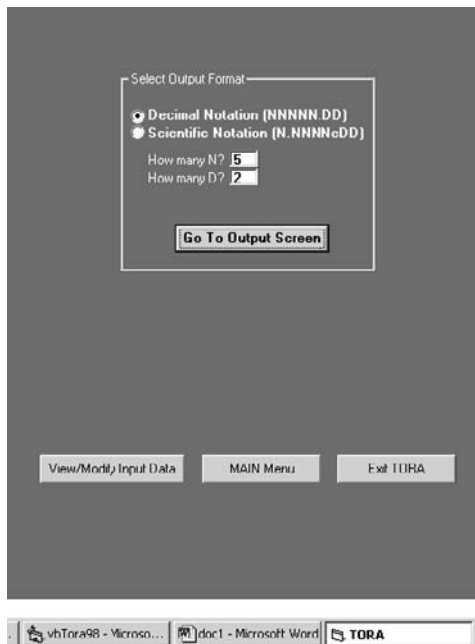 Select Output Format
Decimal Notation (NNNNN.DD)
Scientific Notation (N.NNNNeDD)
How many N? 5
How many D? 2
Go To Output Screen
View/Modify Input Data MAIN Menu Exit TORA
. vbTora98 - Microso... doc1 - Microsoft Word TORA